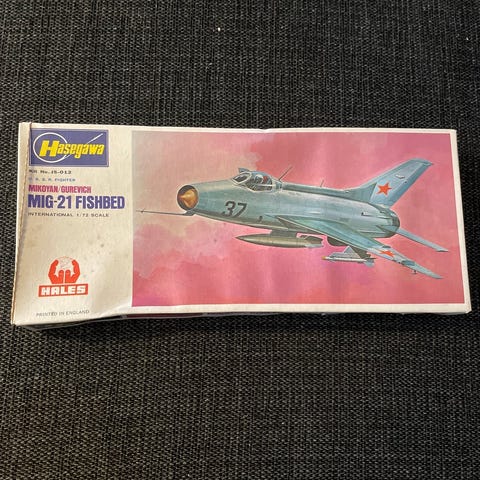 Hasegawa
Kit No. JS-012
U. S. S. R. FIGHTER
MIKOYAN/GUREVICH
MIG-21 FISHBED
INTERNATIONAL 1/72 SCALE
37
HALES
PRINTED IN ENGLAND